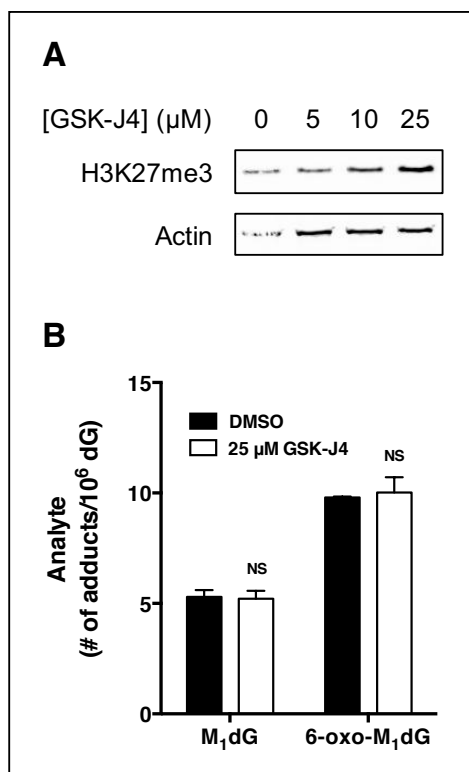 A
[GSK-J4] (µM) 0 5 10 25
H3K27me3
Actin
B
15
10
5
0
Analyte
(# of adducts/10⁶ dG)
DMSO
25 µM GSK-J4
NS
NS
M₁dG 6-oxo-M₁dG